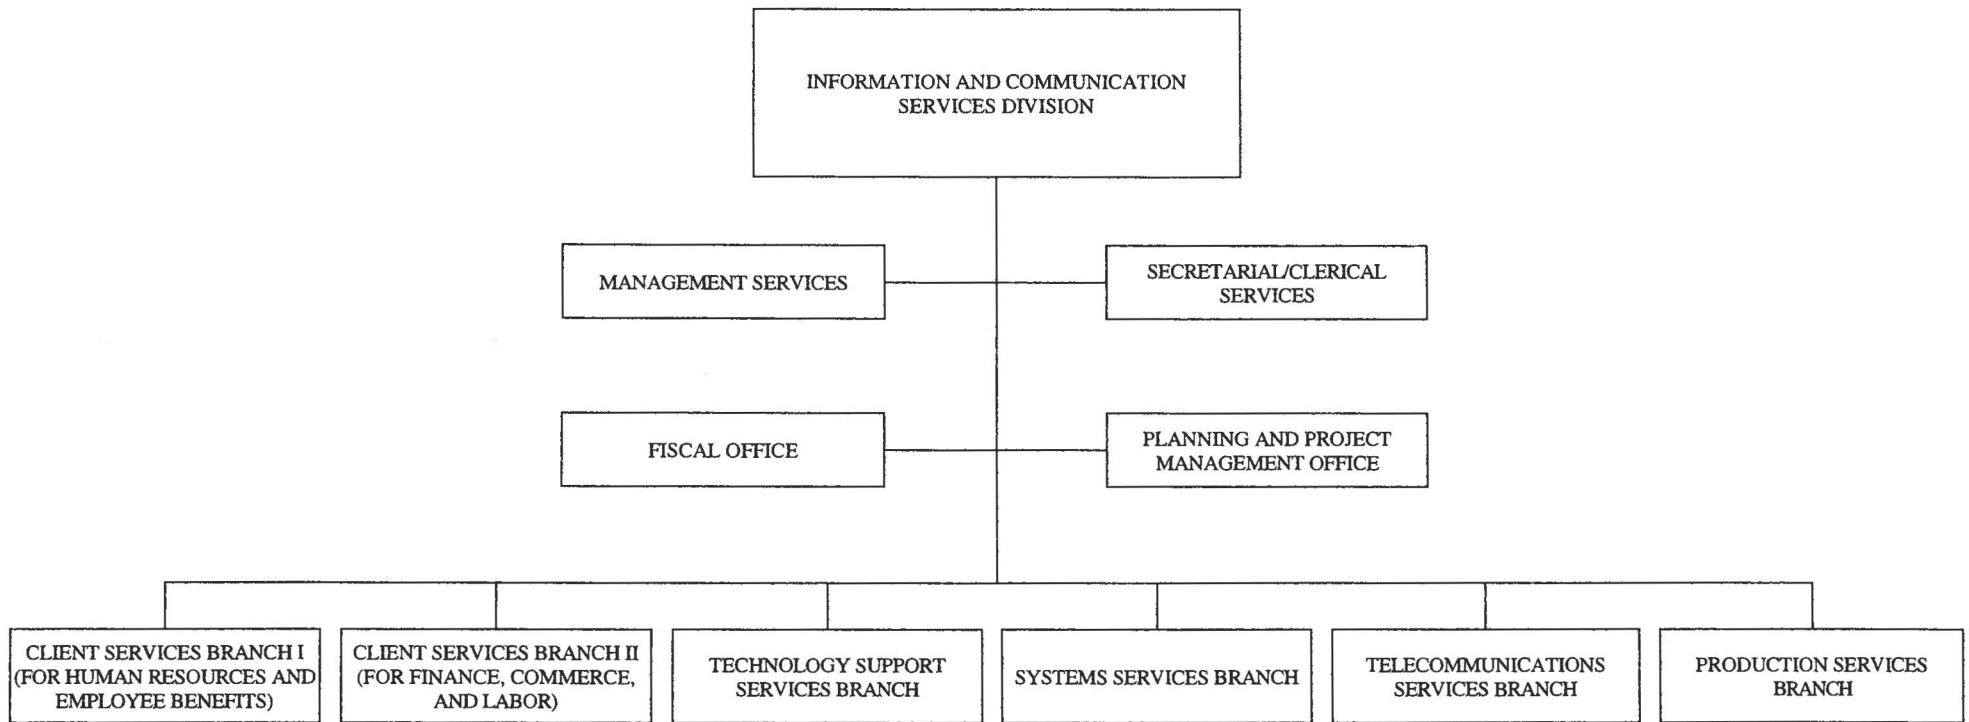 INFORMATION AND COMMUNICATION
SERVICES DIVISION
MANAGEMENT SERVICES
SECRETARIAL/CLERICAL
SERVICES
FISCAL OFFICE
PLANNING AND PROJECT
MANAGEMENT OFFICE
CLIENT SERVICES BRANCH I
(FOR HUMAN RESOURCES AND
EMPLOYEE BENEFITS)
CLIENT SERVICES BRANCH II
(FOR FINANCE, COMMERCE,
AND LABOR)
TECHNOLOGY SUPPORT
SERVICES BRANCH
SYSTEMS SERVICES BRANCH
TELECOMMUNICATIONS
SERVICES BRANCH
PRODUCTION SERVICES
BRANCH